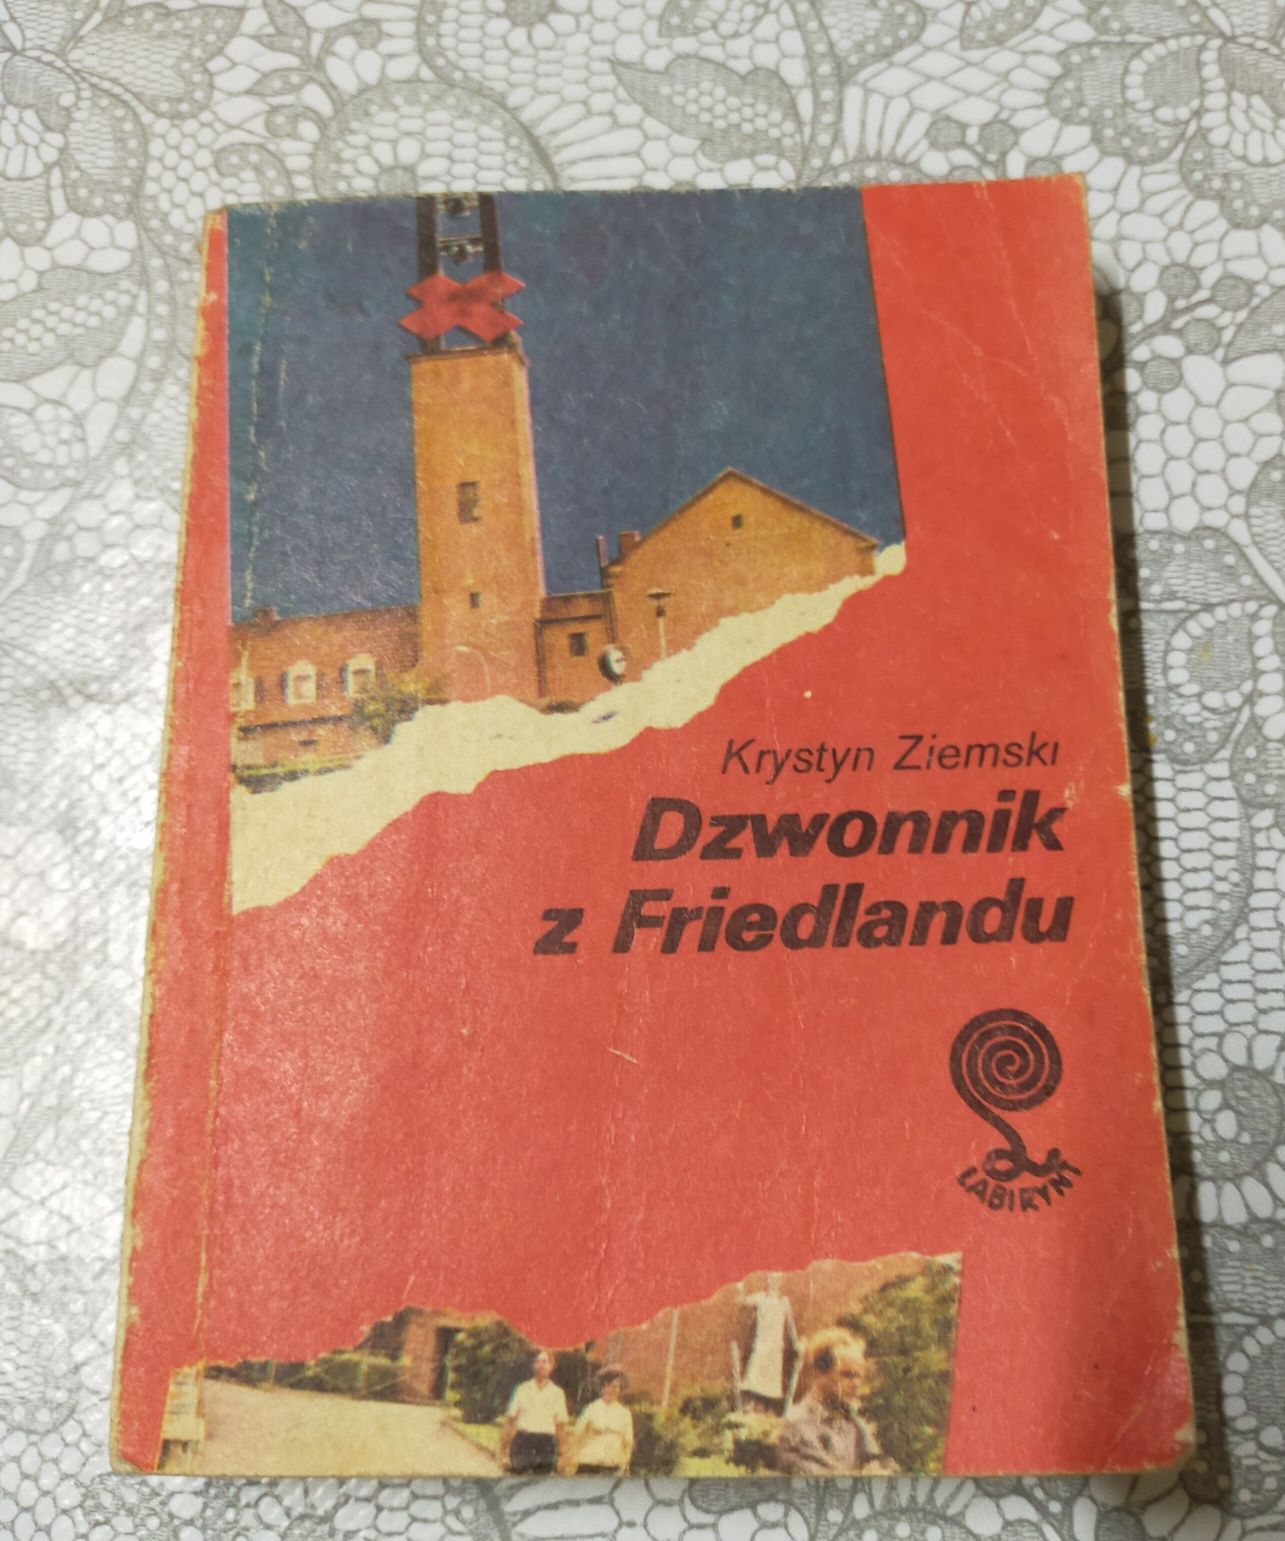 Krystyn Ziemski
Dzwonnik
z Friedlandu
LABIRYNT